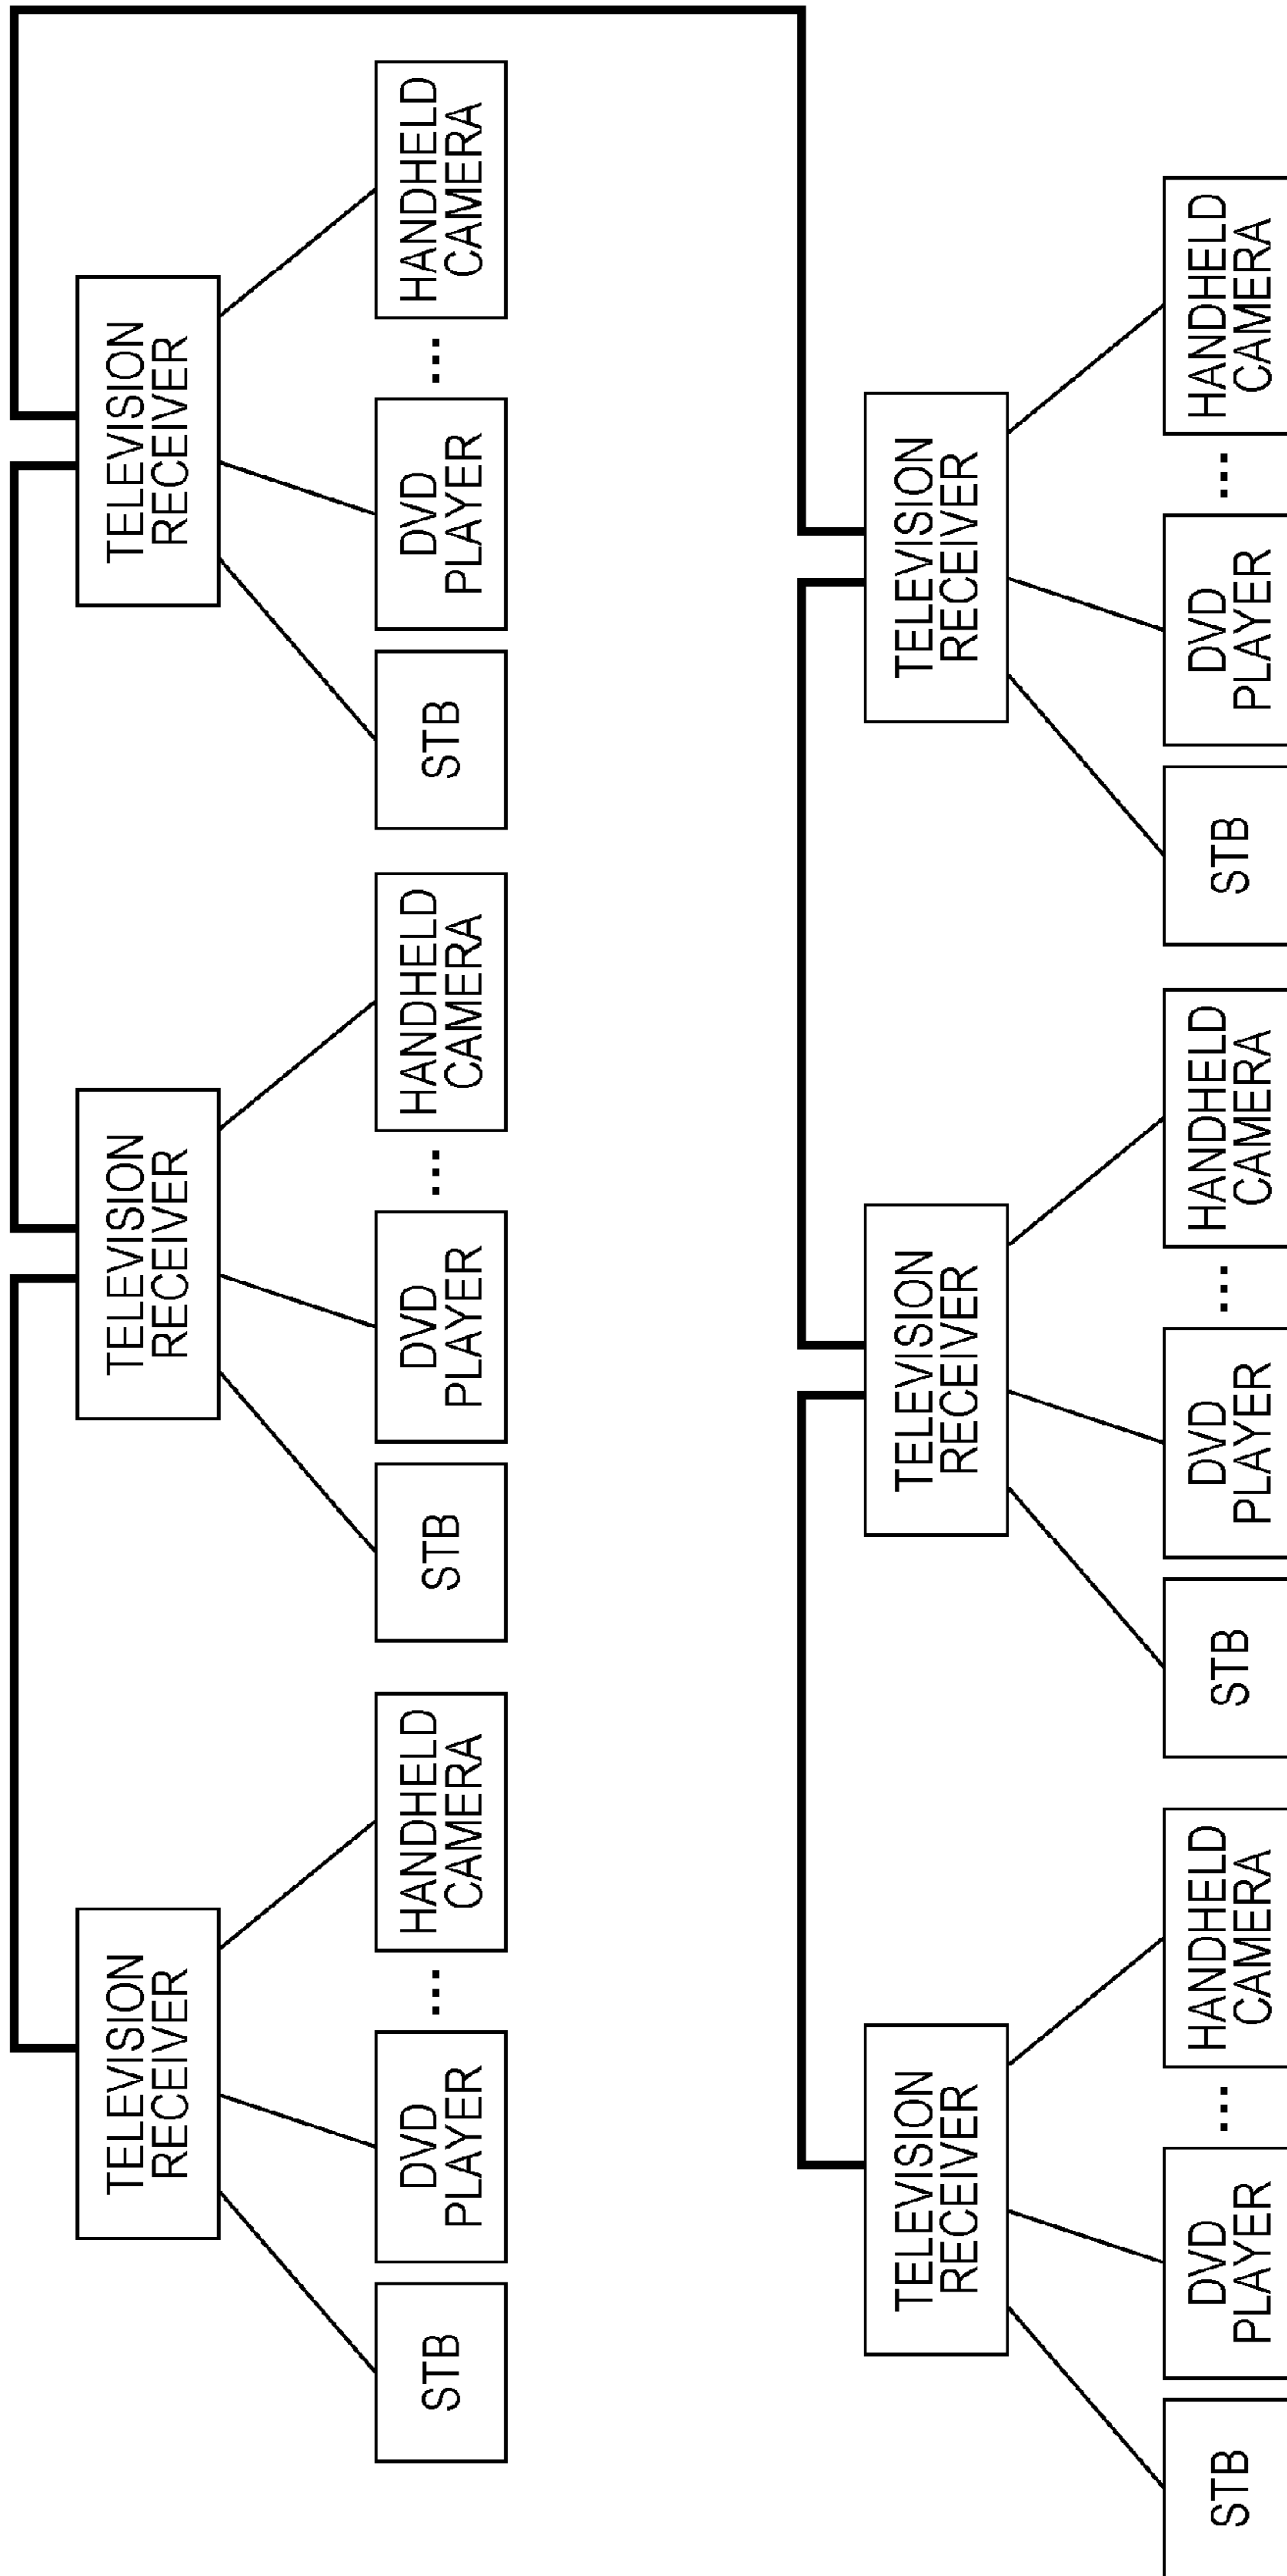 TELEVISION
RECEIVER
STB
DVD
PLAYER
...
HANDHELD
CAMERA
TELEVISION
RECEIVER
STB
DVD
PLAYER
...
HANDHELD
CAMERA
TELEVISION
RECEIVER
STB
DVD
PLAYER
...
HANDHELD
CAMERA
TELEVISION
RECEIVER
STB
DVD
PLAYER
...
HANDHELD
CAMERA
TELEVISION
RECEIVER
STB
DVD
PLAYER
...
HANDHELD
CAMERA
TELEVISION
RECEIVER
STB
DVD
PLAYER
...
HANDHELD
CAMERA